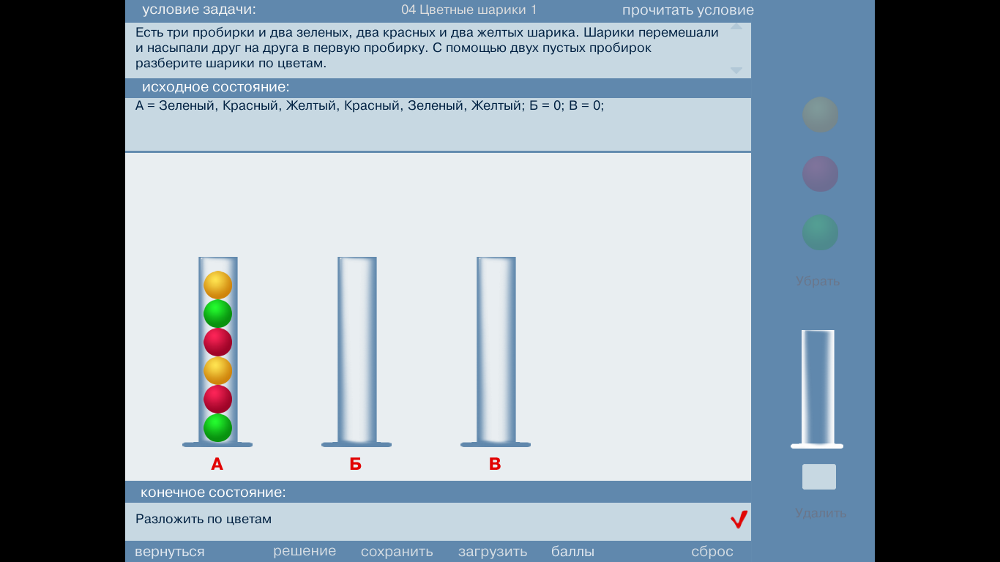 условие задачи:
04 Цветные шарики 1
прочитать условие
Есть три пробирки и два зеленых, два красных и два желтых шарика. Шарики перемешали
и насыпали друг на друга в первую пробирку. С помощью двух пустых пробирок
разберите шарики по цветам.
исходное состояние:
А = Зеленый, Красный, Желтый, Красный, Зеленый, Желтый; Б = 0; В = 0;
Убрать
А
Б
В
конечное состояние:
Разложить по цветам
Удалить
вернуться
решение
сохранить
загрузить
баллы
сброс